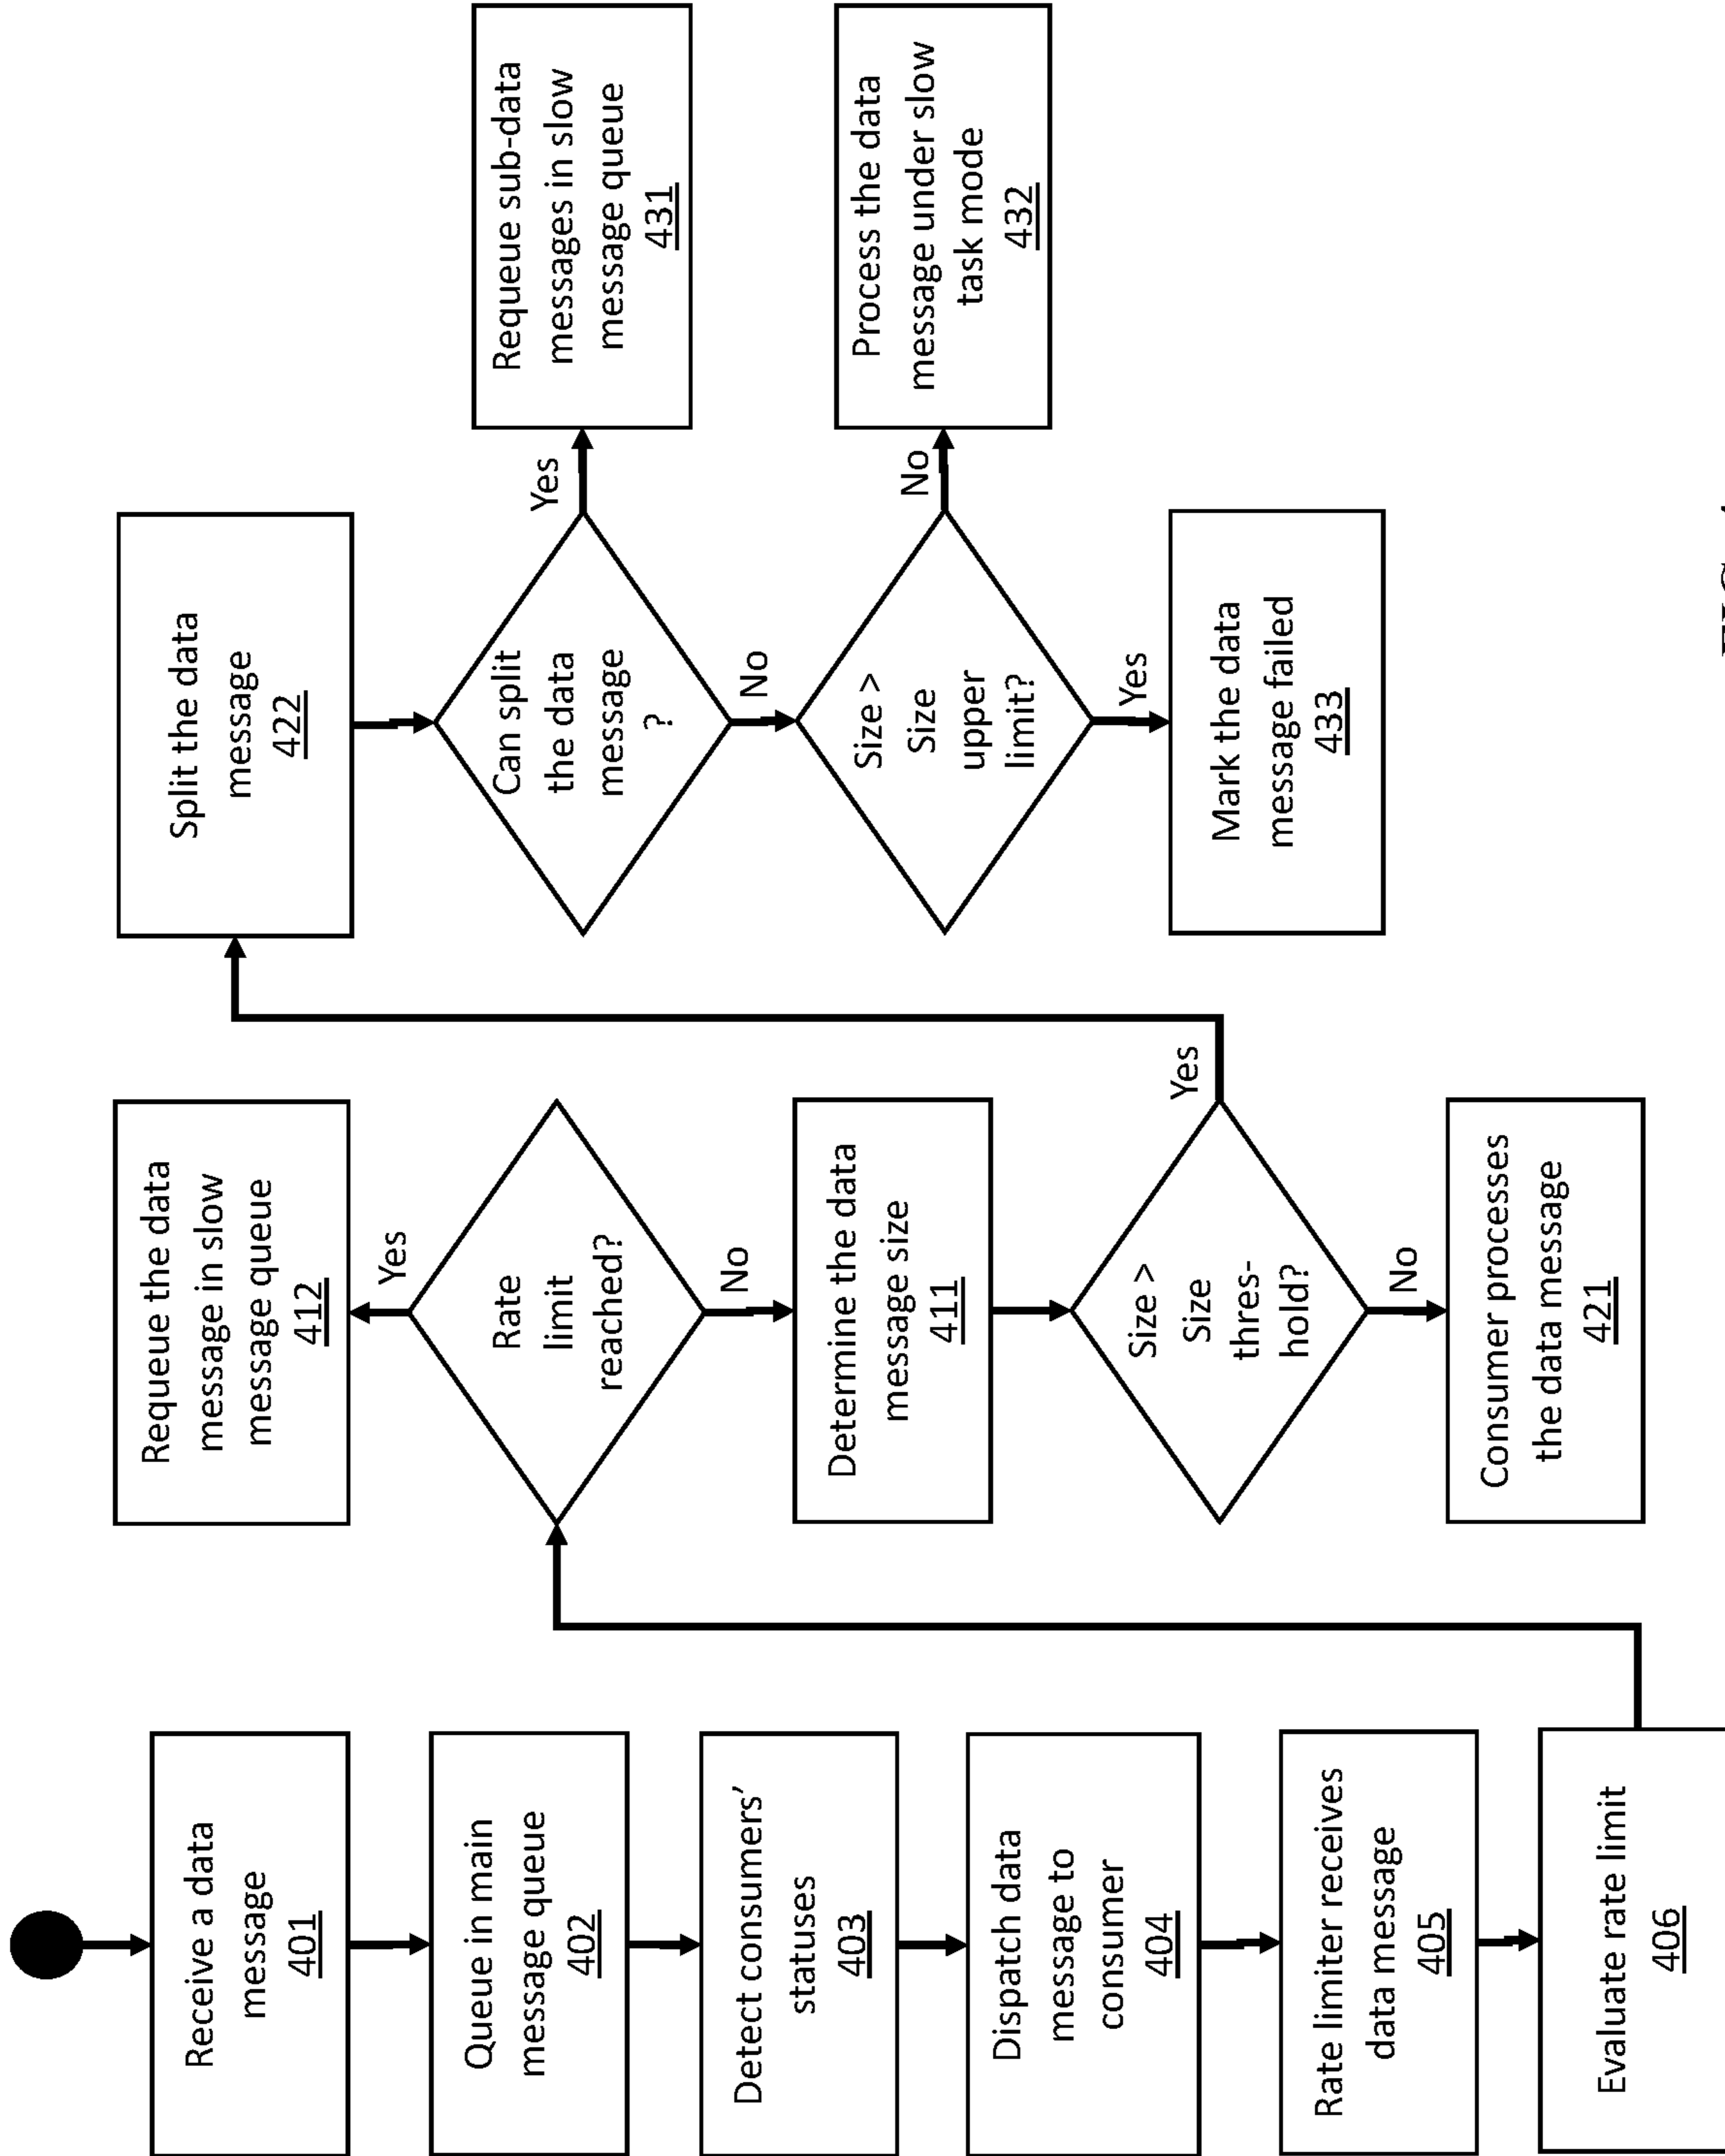 Receive a data
message
401
Queue in main
message queue
402
Detect consumers’
statuses
403
Dispatch data
message to
consumer
404
Rate limiter receives
data message
405
Evaluate rate limit
406
Requeue the data
message in slow
message queue
412
Yes
Rate
limit
reached?
No
Determine the data
message size
411
Size >
Size
thres-
hold?
Yes
No
Consumer processes
the data message
421
Split the data
message
422
Can split
the data
message
?
Yes
No
Requeue sub-data
messages in slow
message queue
431
Size >
Size
upper
limit?
No
Yes
Process the data
message under slow
task mode
432
Mark the data
message failed
433